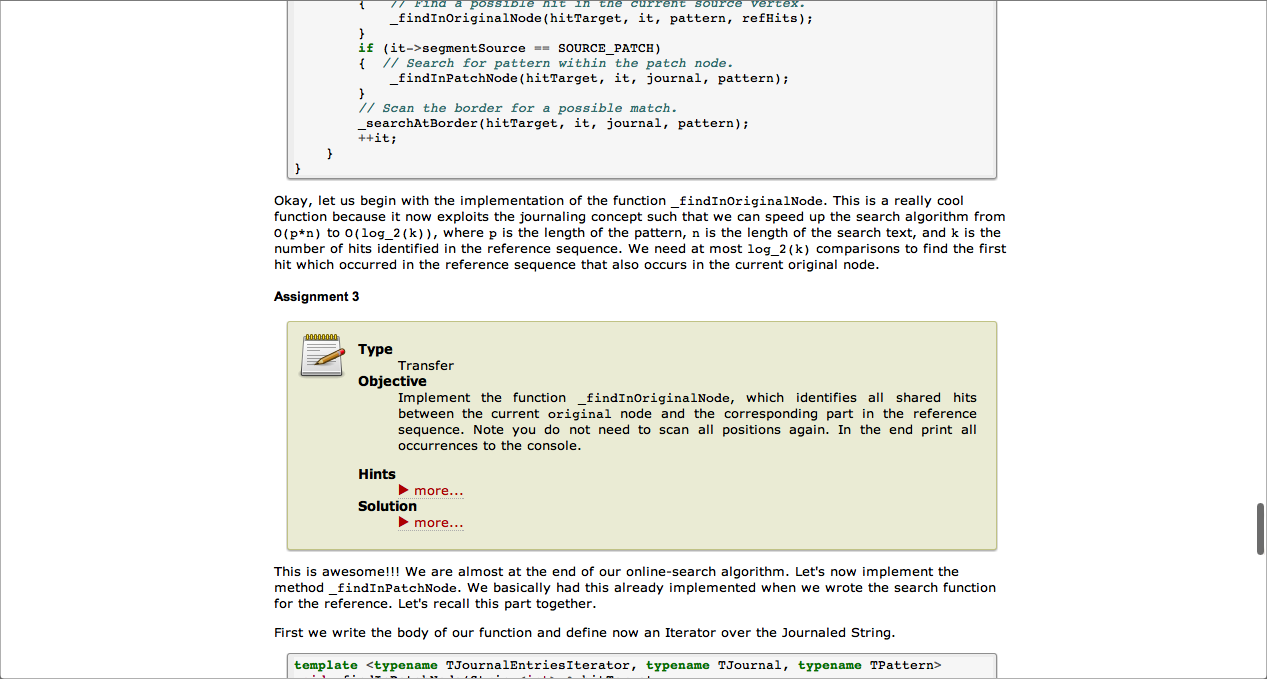 {   // Find a possible hit in the current source vertex.
_findInOriginalNode(hitTarget, it, pattern, refHits);
}
if (it->segmentSource == SOURCE_PATCH)
{  // Search for pattern within the patch node.
_findInPatchNode(hitTarget, it, journal, pattern);
}
// Scan the border for a possible match.
_searchAtBorder(hitTarget, it, journal, pattern);
++it;
}
}
Okay, let us begin with the implementation of the function _findInOriginalNode. This is a really cool
function because it now exploits the journaling concept such that we can speed up the search algorithm from
O(p*n) to O(log_2(k)), where p is the length of the pattern, n is the length of the search text, and k is the
number of hits identified in the reference sequence. We need at most log_2(k) comparisons to find the first
hit which occurred in the reference sequence that also occurs in the current original node.
Assignment 3
Type
Transfer
Objective
Implement the function _findInOriginalNode, which identifies all shared hits
between the current original node and the corresponding part in the reference
sequence. Note you do not need to scan all positions again. In the end print all
occurrences to the console.
Hints
more...
Solution
more...
This is awesome!!! We are almost at the end of our online-search algorithm. Let's now implement the
method _findInPatchNode. We basically had this already implemented when we wrote the search function
for the reference. Let's recall this part together.
First we write the body of our function and define now an Iterator over the Journaled String.
template <typename TJournalEntriesIterator, typename TJournal, typename TPattern>